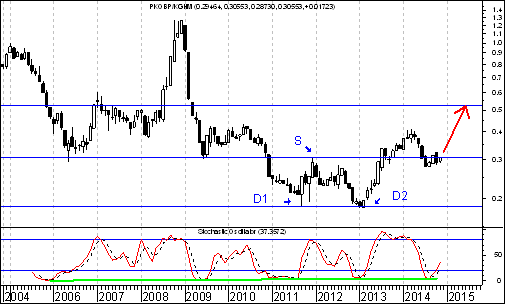 PKOBP/KGHM (0.29464, 0.30553, 0.28730, 0.30553, +0.01723)
1.4
1.3
1.2
1.1
1.0
0.9
0.8
0.7
0.6
0.5
0.4
0.3
0.2
S
D1
D2
Stochastic Oscillator (37.3572)
50
0
2004 2006 2007 2008 2009 2010 2011 2012 2013 2014 2015